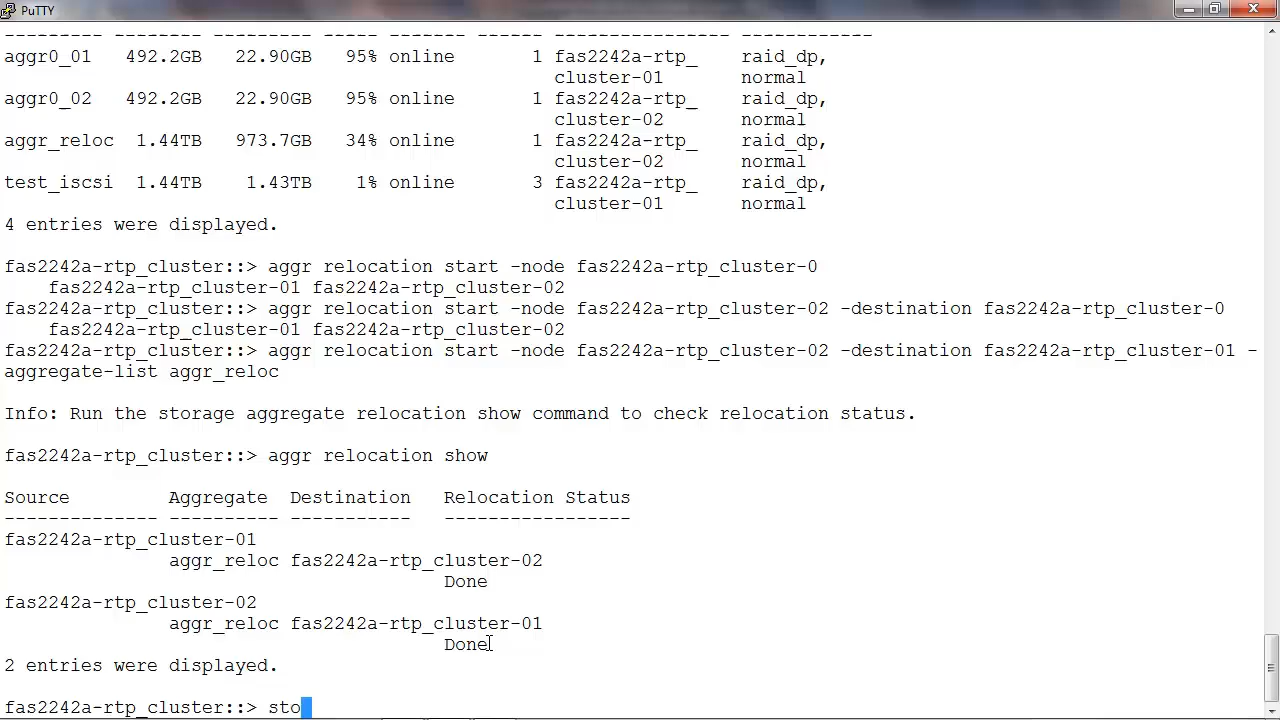 PuTTY
--------- -------- --------- ----- ------- ------ ---------------- ------------
aggr0_01 492.2GB 22.90GB 95% online 1 fas2242a-rtp_ raid_dp,
cluster-01 normal
aggr0_02 492.2GB 22.90GB 95% online 1 fas2242a-rtp_ raid_dp,
cluster-02 normal
aggr_reloc 1.44TB 973.7GB 34% online 1 fas2242a-rtp_ raid_dp,
cluster-02 normal
test_iscsi 1.44TB 1.43TB 1% online 3 fas2242a-rtp_ raid_dp,
cluster-01 normal
4 entries were displayed.
fas2242a-rtp_cluster::> aggr relocation start -node fas2242a-rtp_cluster-0
fas2242a-rtp_cluster-01 fas2242a-rtp_cluster-02
fas2242a-rtp_cluster::> aggr relocation start -node fas2242a-rtp_cluster-02 -destination fas2242a-rtp_cluster-0
fas2242a-rtp_cluster-01 fas2242a-rtp_cluster-02
fas2242a-rtp_cluster::> aggr relocation start -node fas2242a-rtp_cluster-02 -destination fas2242a-rtp_cluster-01 -
aggregate-list aggr_reloc
Info: Run the storage aggregate relocation show command to check relocation status.
fas2242a-rtp_cluster::> aggr relocation show
Source Aggregate Destination Relocation Status
-------------- ---------- ----------- -----------------
fas2242a-rtp_cluster-01
aggr_reloc fas2242a-rtp_cluster-02
Done
fas2242a-rtp_cluster-02
aggr_reloc fas2242a-rtp_cluster-01
Done
2 entries were displayed.
fas2242a-rtp_cluster::> sto